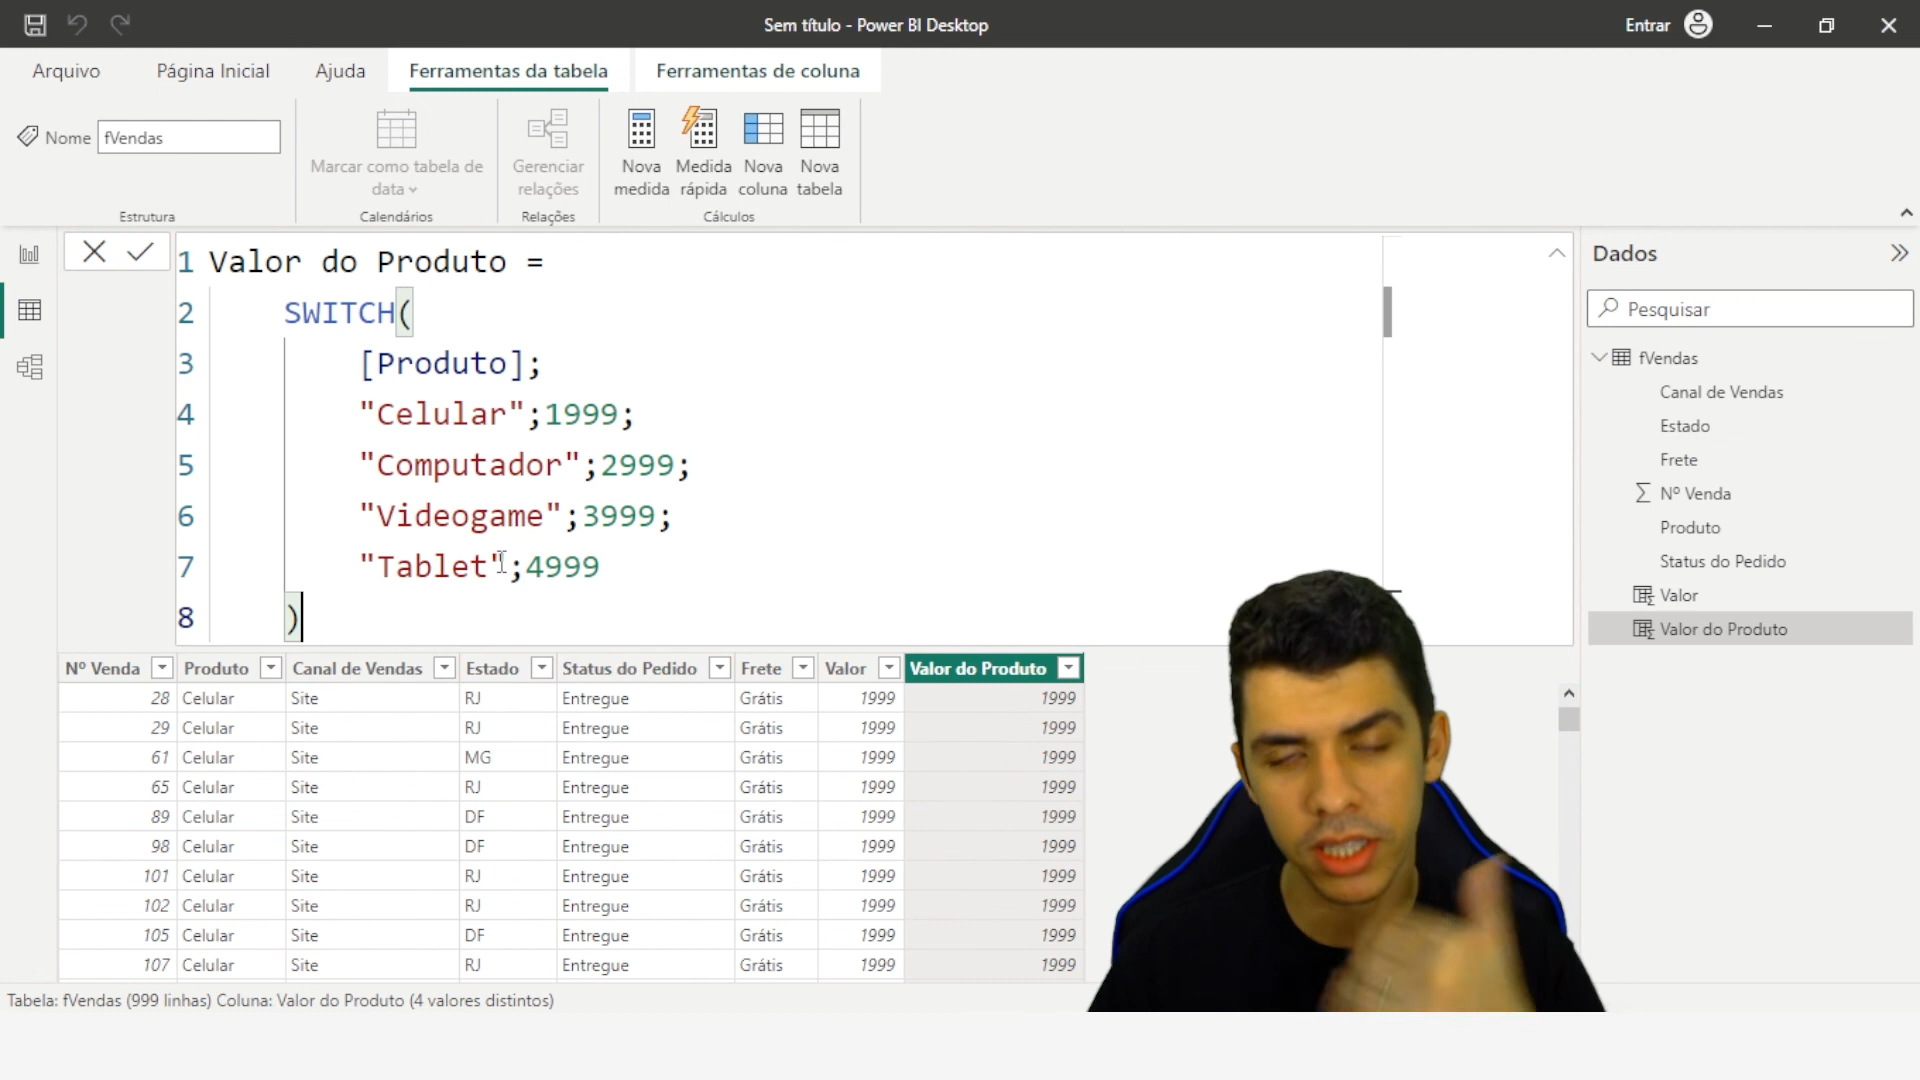 Sem título - Power BI Desktop
Entrar
Arquivo
Página Inicial
Ajuda
Ferramentas da tabela
Ferramentas de coluna
Nome
fVendas
Marcar como tabela de data
Gerenciar relações
Nova medida
Medida rápida
Nova coluna
Nova tabela
Estrutura
Calendários
Relações
Cálculos
1 Valor do Produto =
2 SWITCH(
3 [Produto];
4 "Celular";1999;
5 "Computador";2999;
6 "Videogame";3999;
7 "Tablet";4999
8 )
Dados
Pesquisar
fVendas
Canal de Vendas
Estado
Frete
Nº Venda
Produto
Status do Pedido
Valor
Valor do Produto
Nº Venda Produto Canal de Vendas Estado Status do Pedido Frete Valor Valor do Produto
28 Celular Site RJ Entregue Grátis 1999 1999
29 Celular Site RJ Entregue Grátis 1999 1999
61 Celular Site MG Entregue Grátis 1999 1999
65 Celular Site RJ Entregue Grátis 1999 1999
89 Celular Site DF Entregue Grátis 1999 1999
98 Celular Site DF Entregue Grátis 1999 1999
101 Celular Site RJ Entregue Grátis 1999 1999
102 Celular Site RJ Entregue Grátis 1999 1999
105 Celular Site DF Entregue Grátis 1999 1999
107 Celular Site RJ Entregue Grátis 1999 1999
Tabela: fVendas (999 linhas) Coluna: Valor do Produto (4 valores distintos)